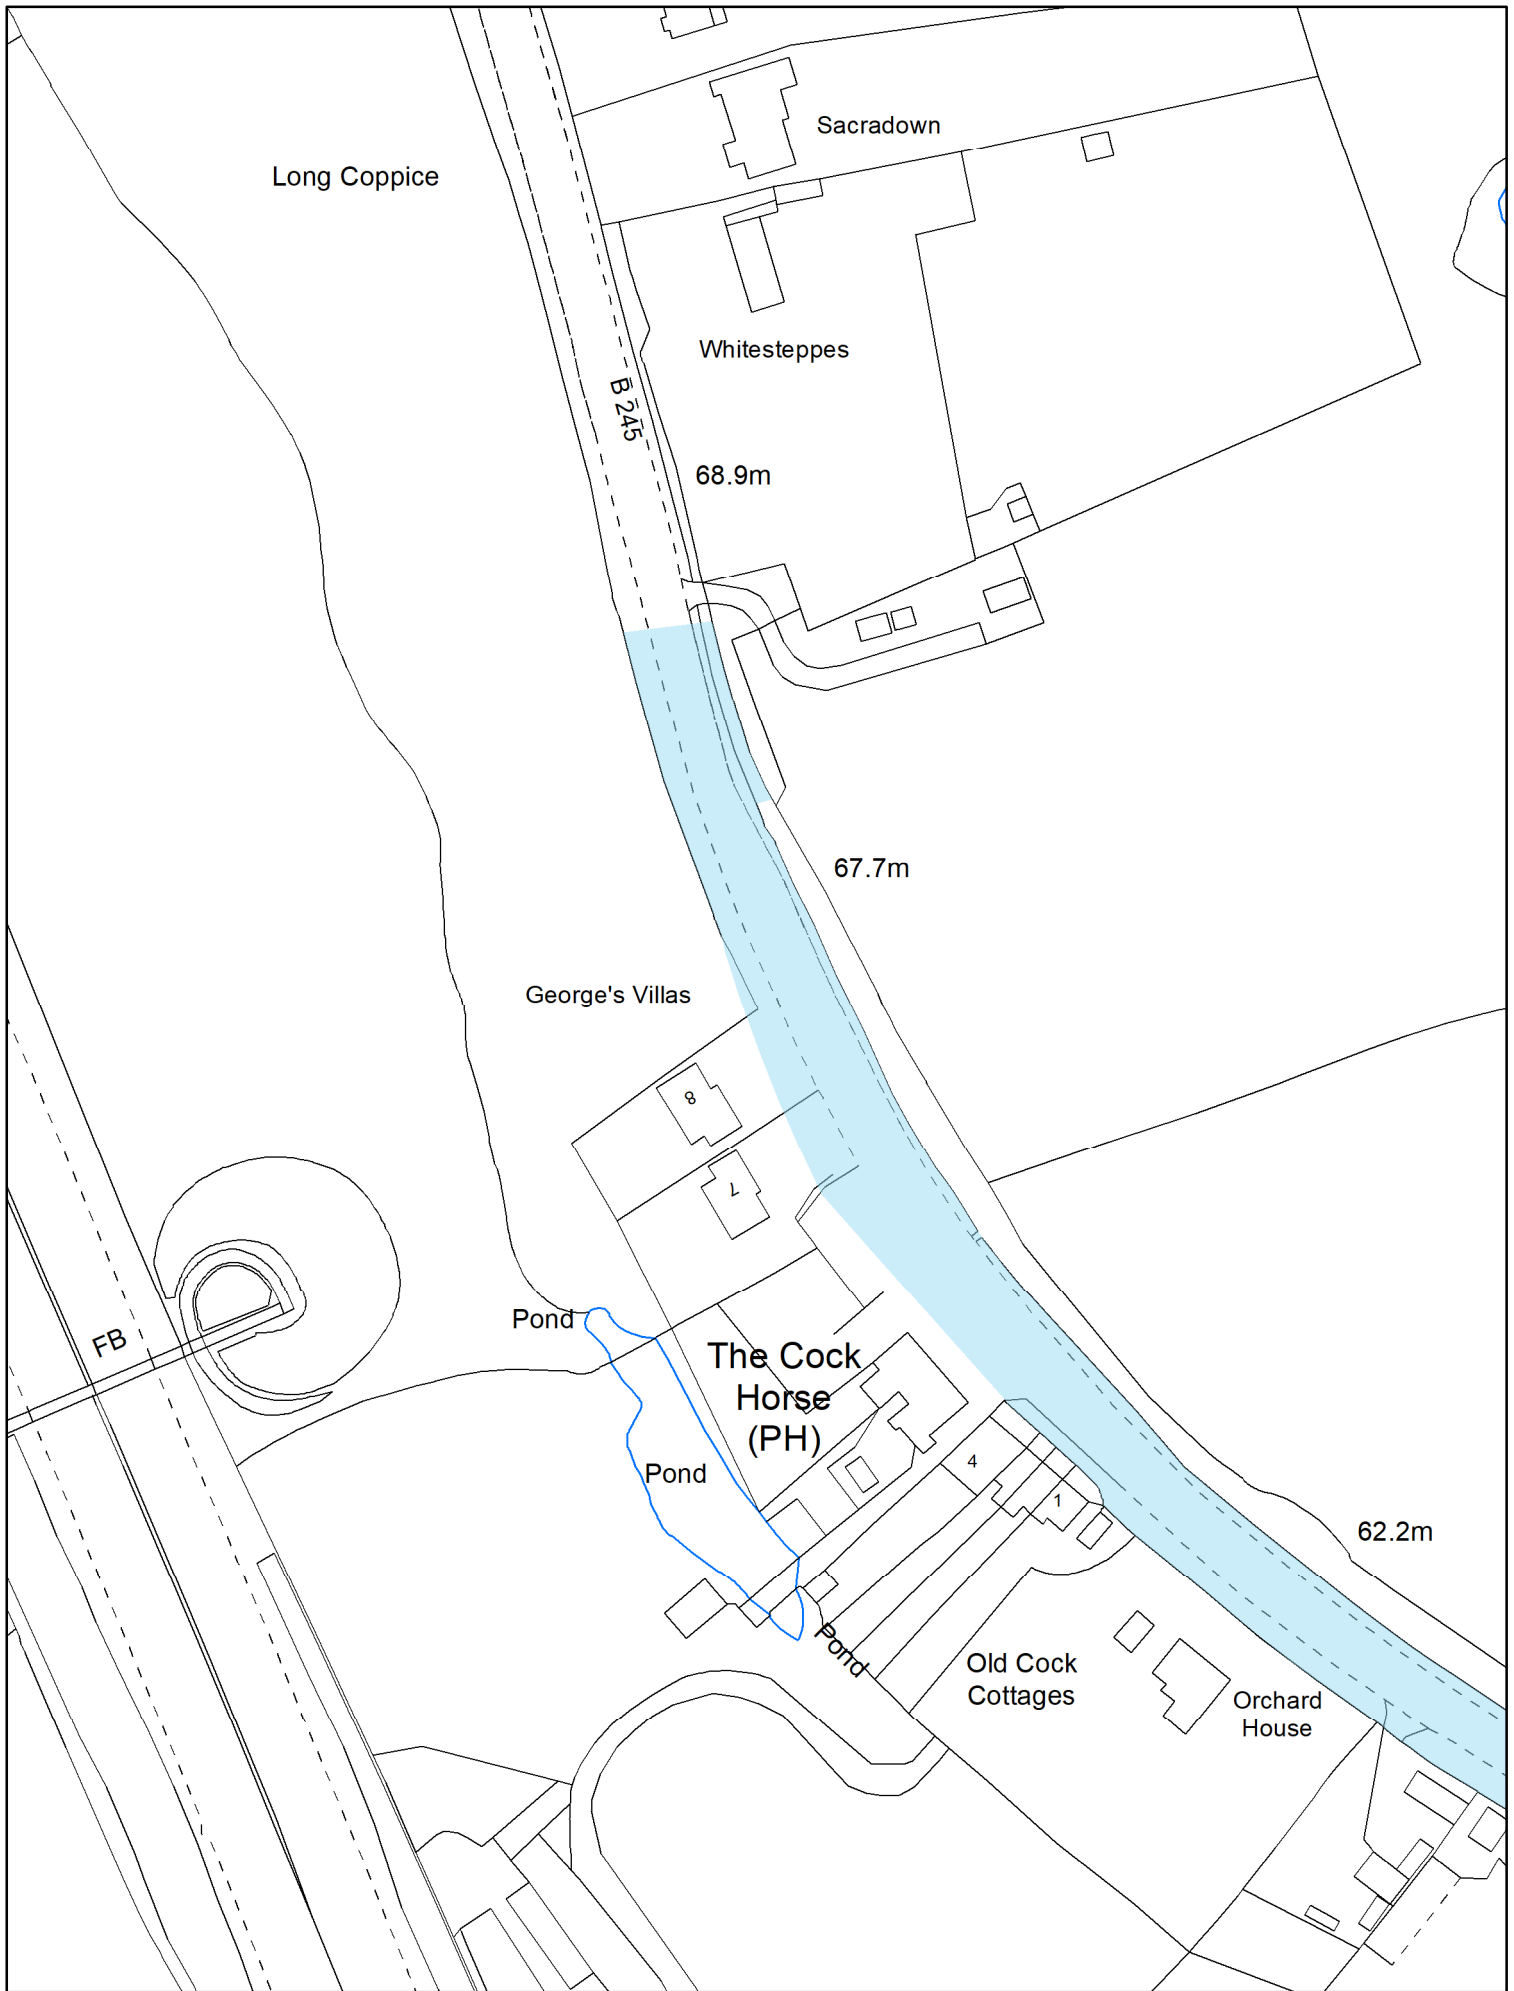 Sacradown
Long Coppice
Whitesteppes
B 245
68.9m
67.7m
George's Villas
8
7
Pond
FB
The Cock
Horse
(PH)
Pond
4
1
62.2m
Pond
Old Cock
Cottages
Orchard
House